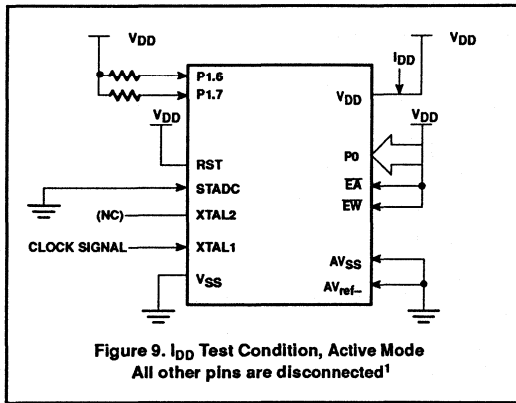 VDD
P1.6
P1.7
VDD
RST
STADC
(NC)
XTAL2
CLOCK SIGNAL
XTAL1
VSS
IDD
VDD
VDD
VDD
P0
EA
EW
AVSS
AVref–
Figure 9. IDD Test Condition, Active Mode
All other pins are disconnected1